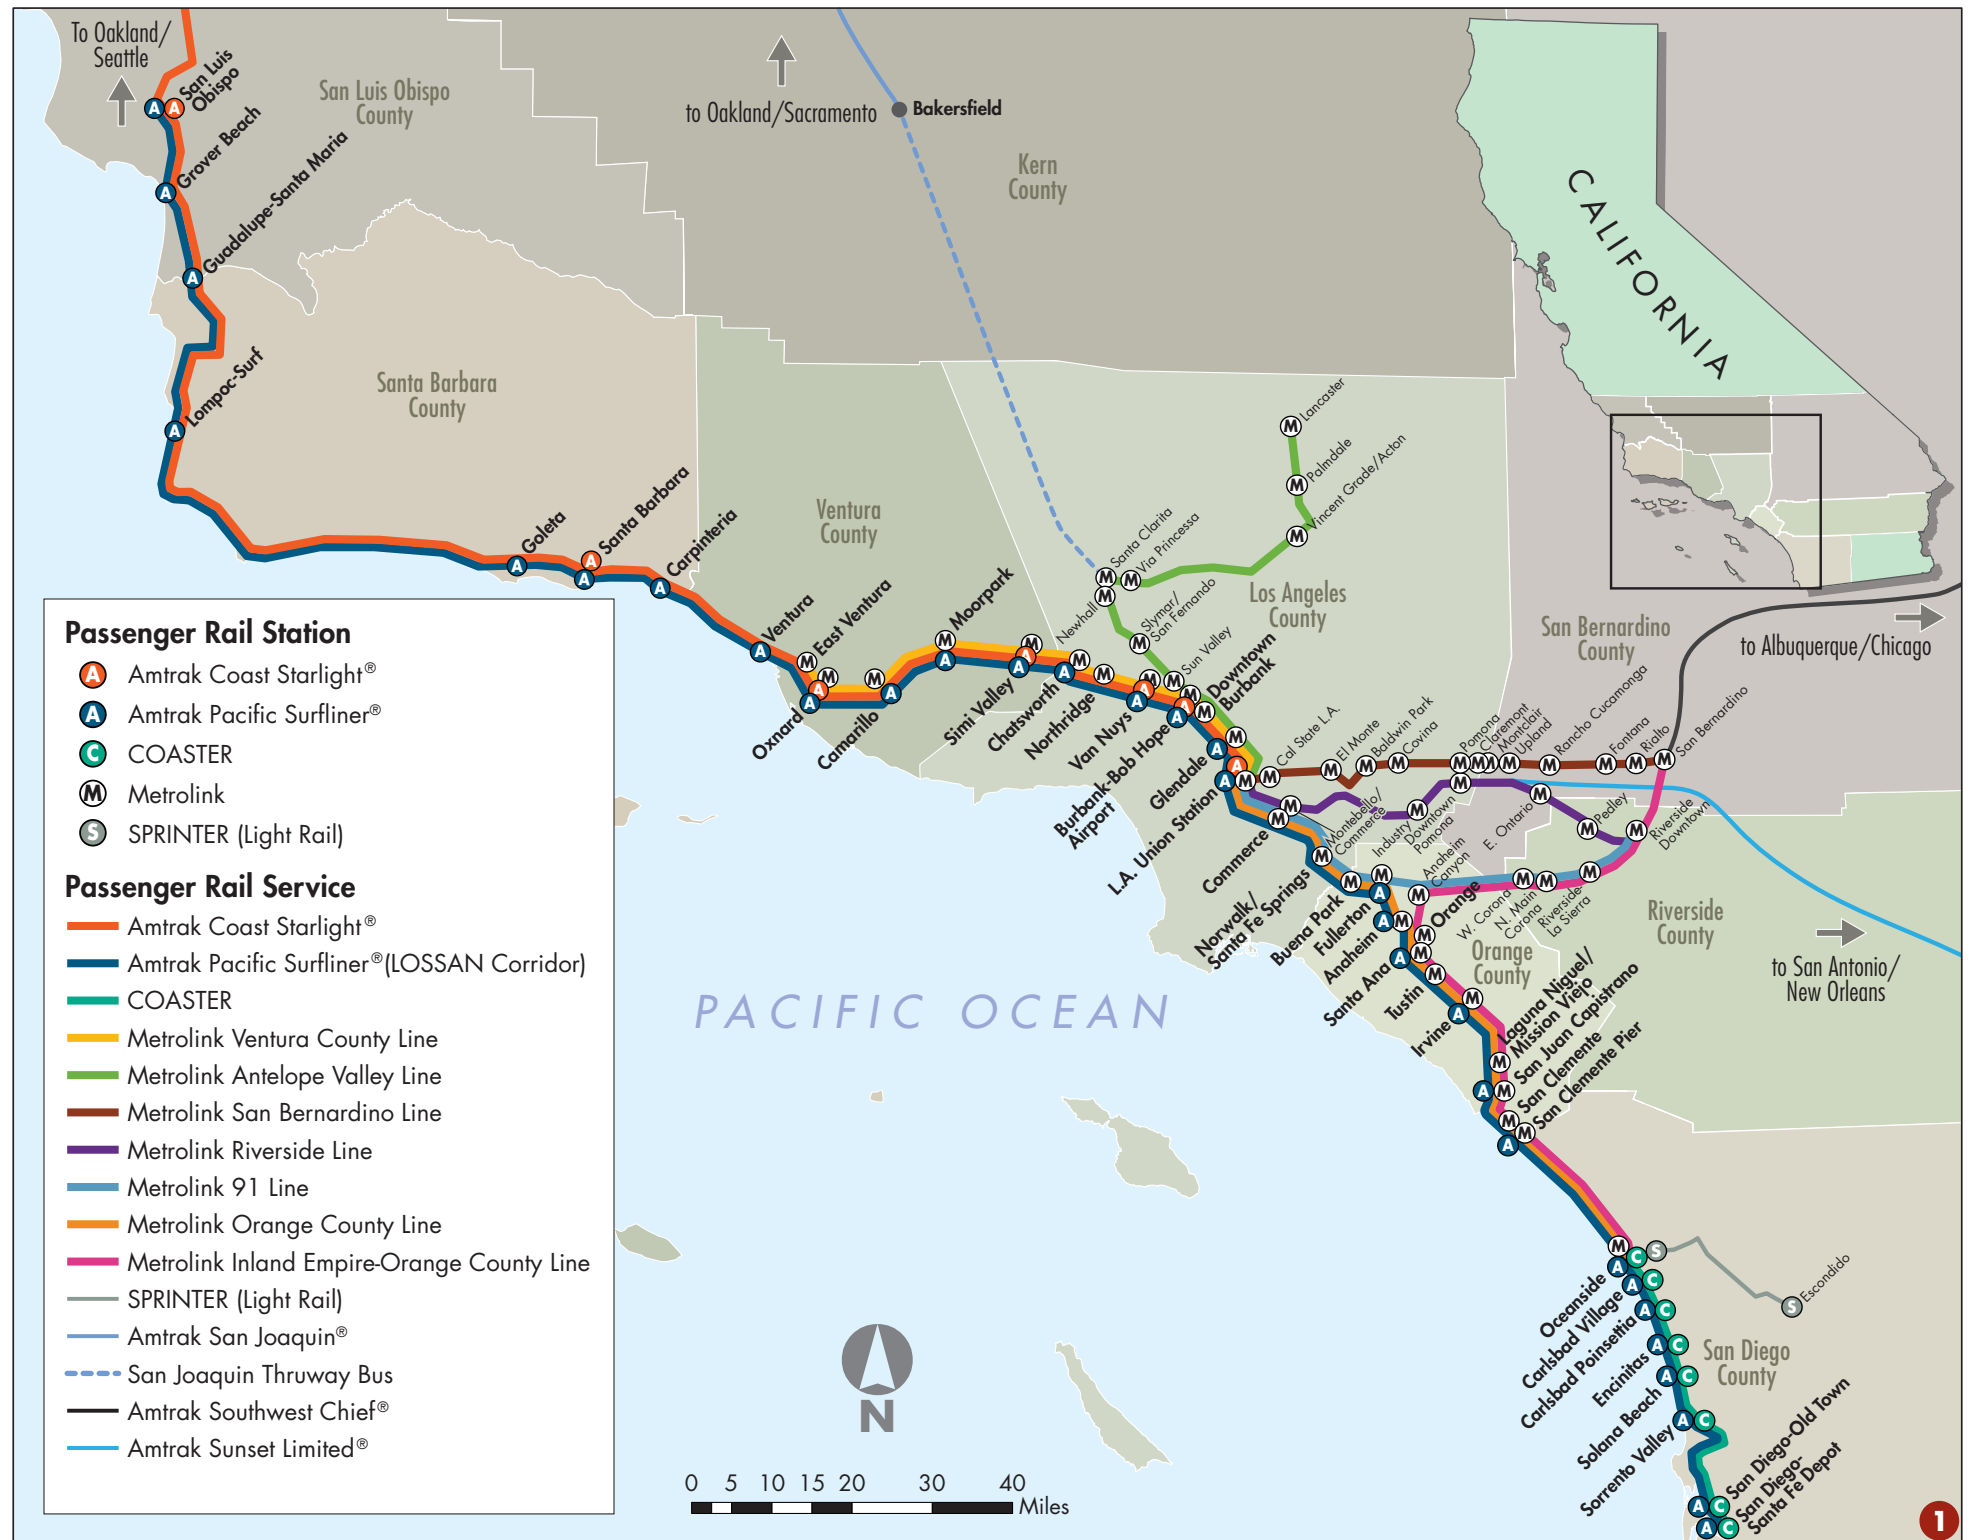 To Oakland/
Seattle
San Luis
Obispo
Grover Beach
Guadalupe-Santa Maria
Lompoc-Surf
San Luis Obispo
County
to Oakland/Sacramento
Bakersfield
Kern
County
CALIFORNIA
Santa Barbara
County
Goleta
Santa Barbara
Carpinteria
Ventura
County
Ventura
East Ventura
Oxnard
Camarillo
Moorpark
Simi Valley
Chatsworth
Northridge
Van Nuys
Burbank-Bob Hope
Airport
Glendale
L.A. Union Station
Lancaster
Palmdale
Vincent Grade/Acton
Santa Clarita
Via Princessa
Newhall
Slymar/
San Fernando
Sun Valley
Downtown
Burbank
Los Angeles
County
San Bernardino
County
to Albuquerque/Chicago
Cal State L.A.
El Monte
Baldwin Park
Covina
Pomona
Claremont
Montclair
Upland
Rancho Cucamonga
Fontana
Rialto
San Bernardino
Commerce
Montebello/
Commerce
Industry
Downtown
Pomona
E. Ontario
Pedley
Riverside
Downtown
Norwalk/
Santa Fe Springs
Buena Park
Fullerton
Anaheim
Santa Ana
Tustin
Irvine
Anaheim
Canyon
Orange
W. Corona
N. Main
Corona
Riverside-
La Sierra
Orange
County
Riverside
County
to San Antonio/
New Orleans
Laguna Niguel/
Mission Viejo
San Juan Capistrano
San Clemente
San Clemente Pier
PACIFIC OCEAN
Oceanside
Carlsbad Village
Carlsbad Poinsettia
Encinitas
Solana Beach
Sorrento Valley
Escondido
San Diego
County
San Diego-Old Town
San Diego-
Santa Fe Depot
Passenger Rail Station
A Amtrak Coast Starlight®
A Amtrak Pacific Surfliner®
C COASTER
M Metrolink
S SPRINTER (Light Rail)
Passenger Rail Service
Amtrak Coast Starlight®
Amtrak Pacific Surfliner®(LOSSAN Corridor)
COASTER
Metrolink Ventura County Line
Metrolink Antelope Valley Line
Metrolink San Bernardino Line
Metrolink Riverside Line
Metrolink 91 Line
Metrolink Orange County Line
Metrolink Inland Empire-Orange County Line
SPRINTER (Light Rail)
Amtrak San Joaquin®
San Joaquin Thruway Bus
Amtrak Southwest Chief®
Amtrak Sunset Limited®
N
0 5 10 15 20 30 40
Miles
1